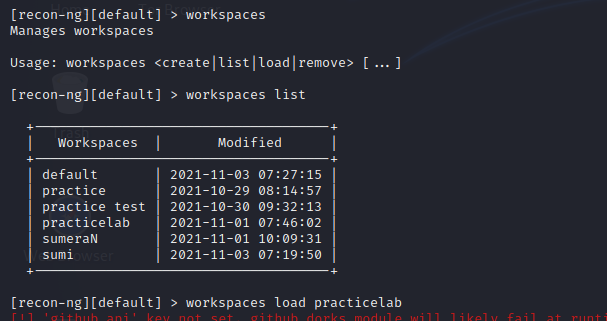 [recon-ng][default] > workspaces
Manages workspaces
Usage: workspaces <create|list|load|remove> [ ... ]
[recon-ng][default] > workspaces list
+---------------------------------------+
| Workspaces | Modified |
+---------------------------------------+
| default | 2021-11-03 07:27:15 |
| practice | 2021-10-29 08:14:57 |
| practice test | 2021-10-30 09:32:13 |
| practicelab | 2021-11-01 07:46:02 |
| sumeraN | 2021-11-01 10:09:31 |
| sumi | 2021-11-03 07:19:50 |
+---------------------------------------+
[recon-ng][default] > workspaces load practicelab
[!] 'github_api' key not set. github_dorks module will likely fail at runti